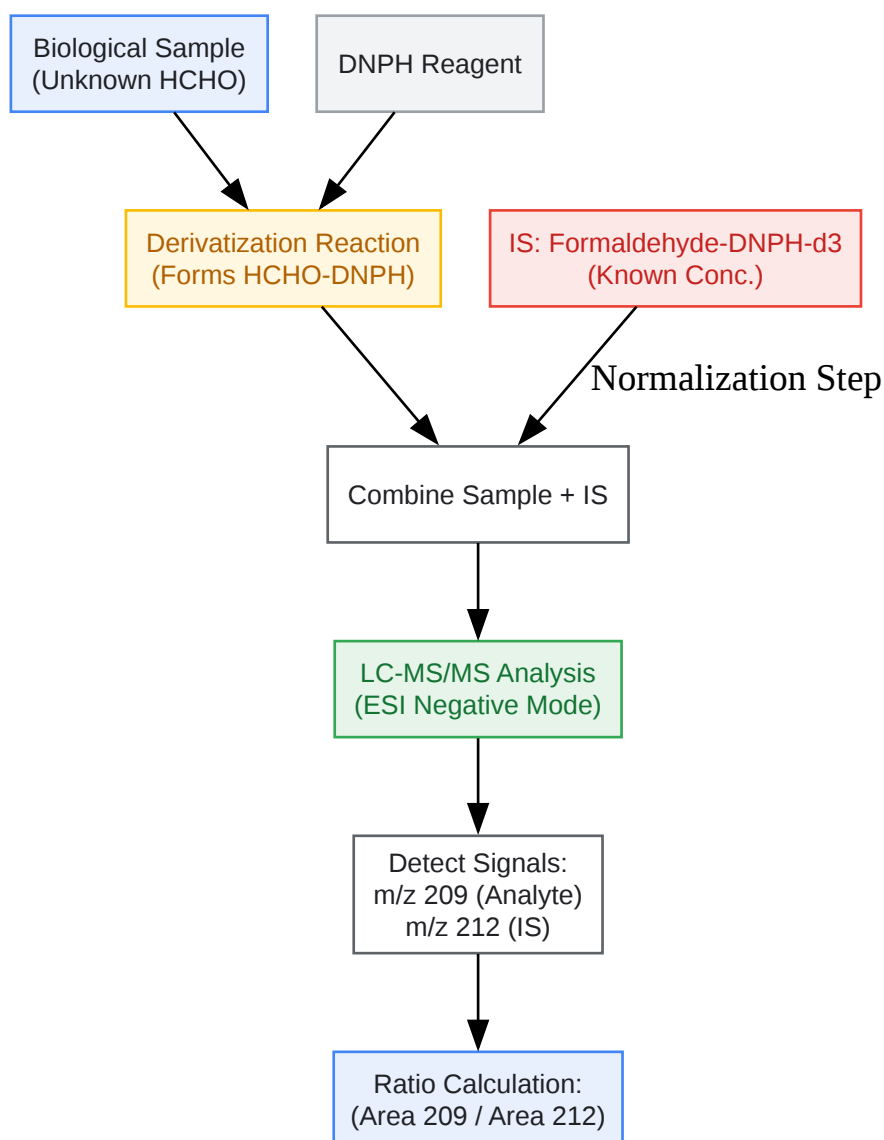 Biological Sample
(Unknown HCHO)
DNPH Reagent
Derivatization Reaction
(Forms HCHO-DNPH)
IS: Formaldehyde-DNPH-d3
(Known Conc.)
Normalization Step
Combine Sample + IS
LC-MS/MS Analysis
(ESI Negative Mode)
Detect Signals:
m/z 209 (Analyte)
m/z 212 (IS)
Ratio Calculation:
(Area 209 / Area 212)